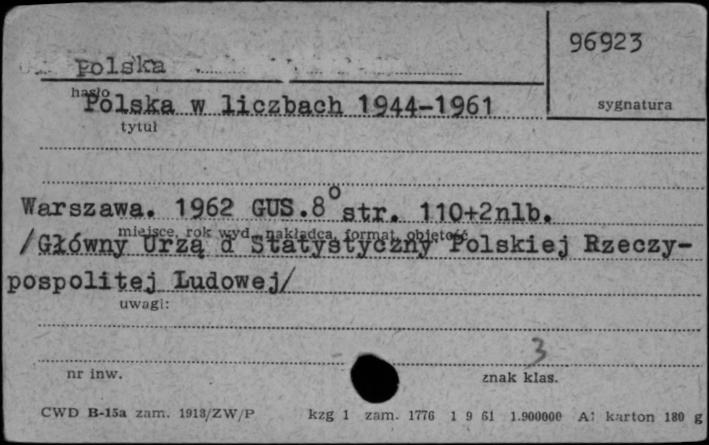 96923
Polska
hasło
Polska w liczbach 1944-1961
sygnatura
tytuł
Warszawa. 1962 GUS.8° str. 110+2nlb.
miejsce, rok wyd., nakładca, format, objętość
/Główny Urzą d Statystyczny Polskiej Rzeczy-
pospolitej Ludowej/
uwagi:
3
nr inw.
znak klas.
CWD B-15a zam. 1918/ZW/P kzg 1 zam. 1776 1 9 61 1.900000 A1 karton 180 g